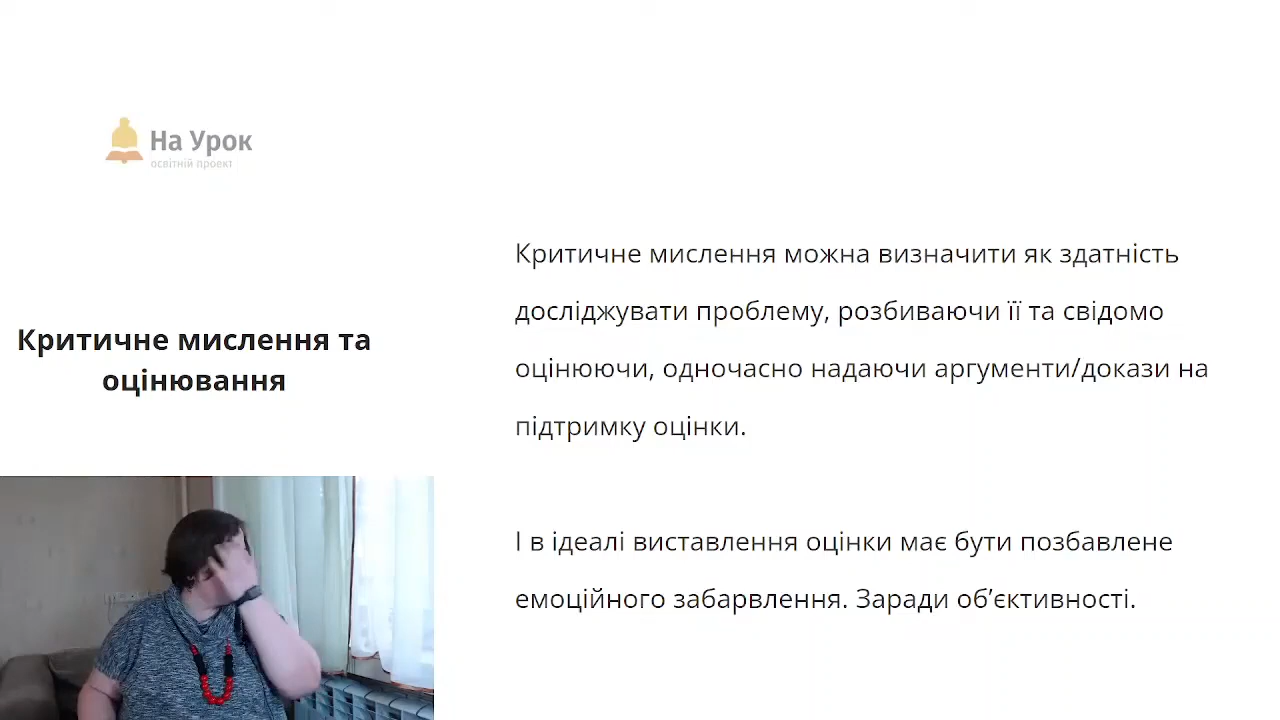 На Урок
освітній проект
Критичне мислення та
оцінювання
Критичне мислення можна визначити як здатність
досліджувати проблему, розбиваючи її та свідомо
оцінюючи, одночасно надаючи аргументи/докази на
підтримку оцінки.
І в ідеалі виставлення оцінки має бути позбавлене
емоційного забарвлення. Заради об’єктивності.